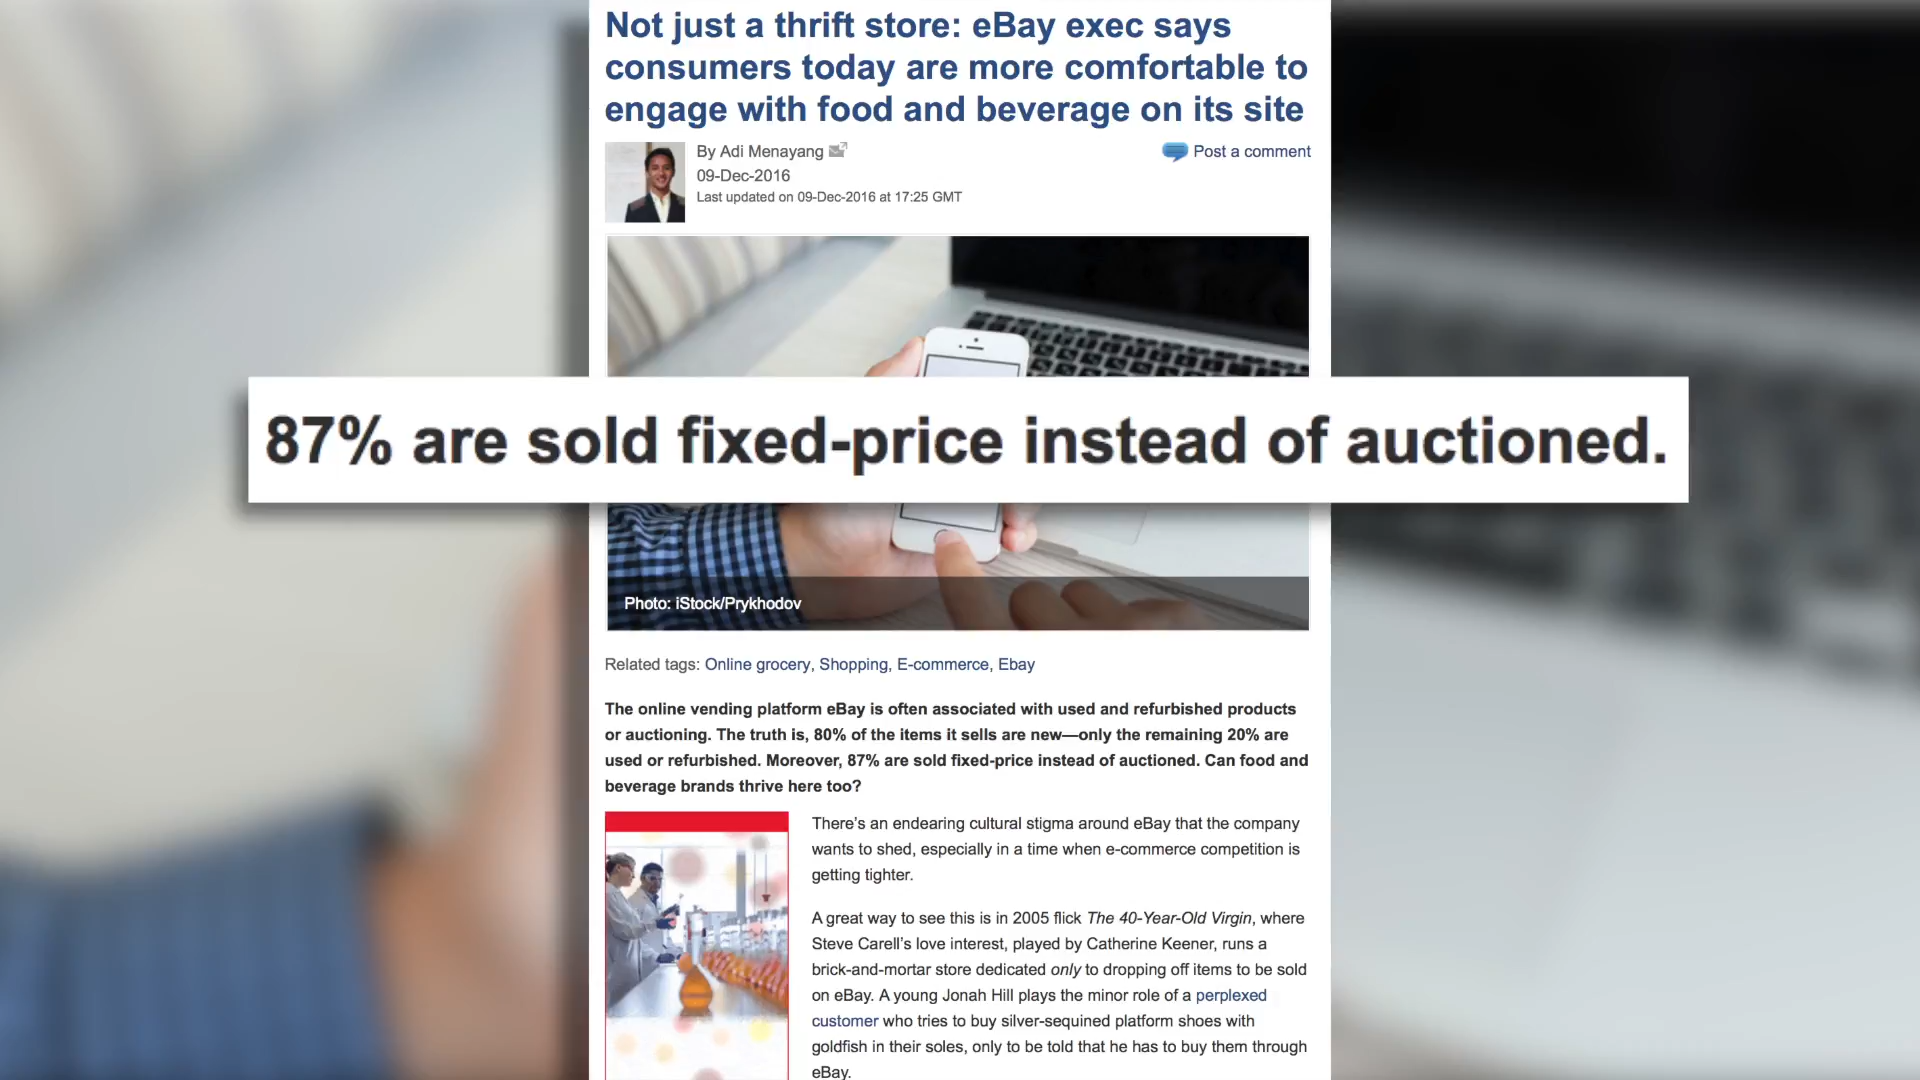 Not just a thrift store: eBay exec says
consumers today are more comfortable to
engage with food and beverage on its site
By Adi Menayang
09-Dec-2016
Last updated on 09-Dec-2016 at 17:25 GMT
Post a comment
87% are sold fixed-price instead of auctioned.
Photo: iStock/Prykhodov
Related tags: Online grocery, Shopping, E-commerce, Ebay
The online vending platform eBay is often associated with used and refurbished products
or auctioning. The truth is, 80% of the items it sells are new—only the remaining 20% are
used or refurbished. Moreover, 87% are sold fixed-price instead of auctioned. Can food and
beverage brands thrive here too?
There’s an endearing cultural stigma around eBay that the company
wants to shed, especially in a time when e-commerce competition is
getting tighter.
A great way to see this is in 2005 flick The 40-Year-Old Virgin, where
Steve Carell’s love interest, played by Catherine Keener, runs a
brick-and-mortar store dedicated only to dropping off items to be sold
on eBay. A young Jonah Hill plays the minor role of a perplexed
customer who tries to buy silver-sequined platform shoes with
goldfish in their soles, only to be told that he has to buy them through
eBay.